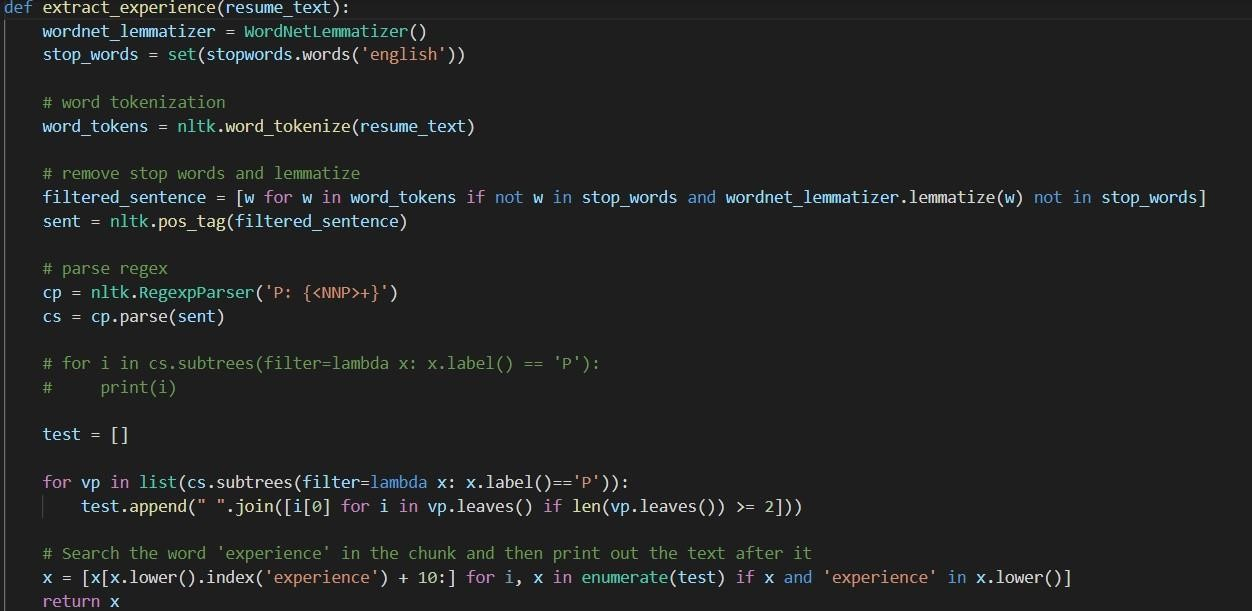 def extract_experience(resume_text):
    wordnet_lemmatizer = WordNetLemmatizer()
    stop_words = set(stopwords.words('english'))

    # word tokenization
    word_tokens = nltk.word_tokenize(resume_text)

    # remove stop words and lemmatize
    filtered_sentence = [w for w in word_tokens if not w in stop_words and wordnet_lemmatizer.lemmatize(w) not in stop_words]
    sent = nltk.pos_tag(filtered_sentence)

    # parse regex
    cp = nltk.RegexpParser('P: {<NNP>+}')
    cs = cp.parse(sent)

    # for i in cs.subtrees(filter=lambda x: x.label() == 'P'):
    #     print(i)

    test = []

    for vp in list(cs.subtrees(filter=lambda x: x.label()=='P')):
        test.append(" ".join([i[0] for i in vp.leaves() if len(vp.leaves()) >= 2]))

    # Search the word 'experience' in the chunk and then print out the text after it
    x = [x[x.lower().index('experience') + 10:] for i, x in enumerate(test) if x and 'experience' in x.lower()]
    return x